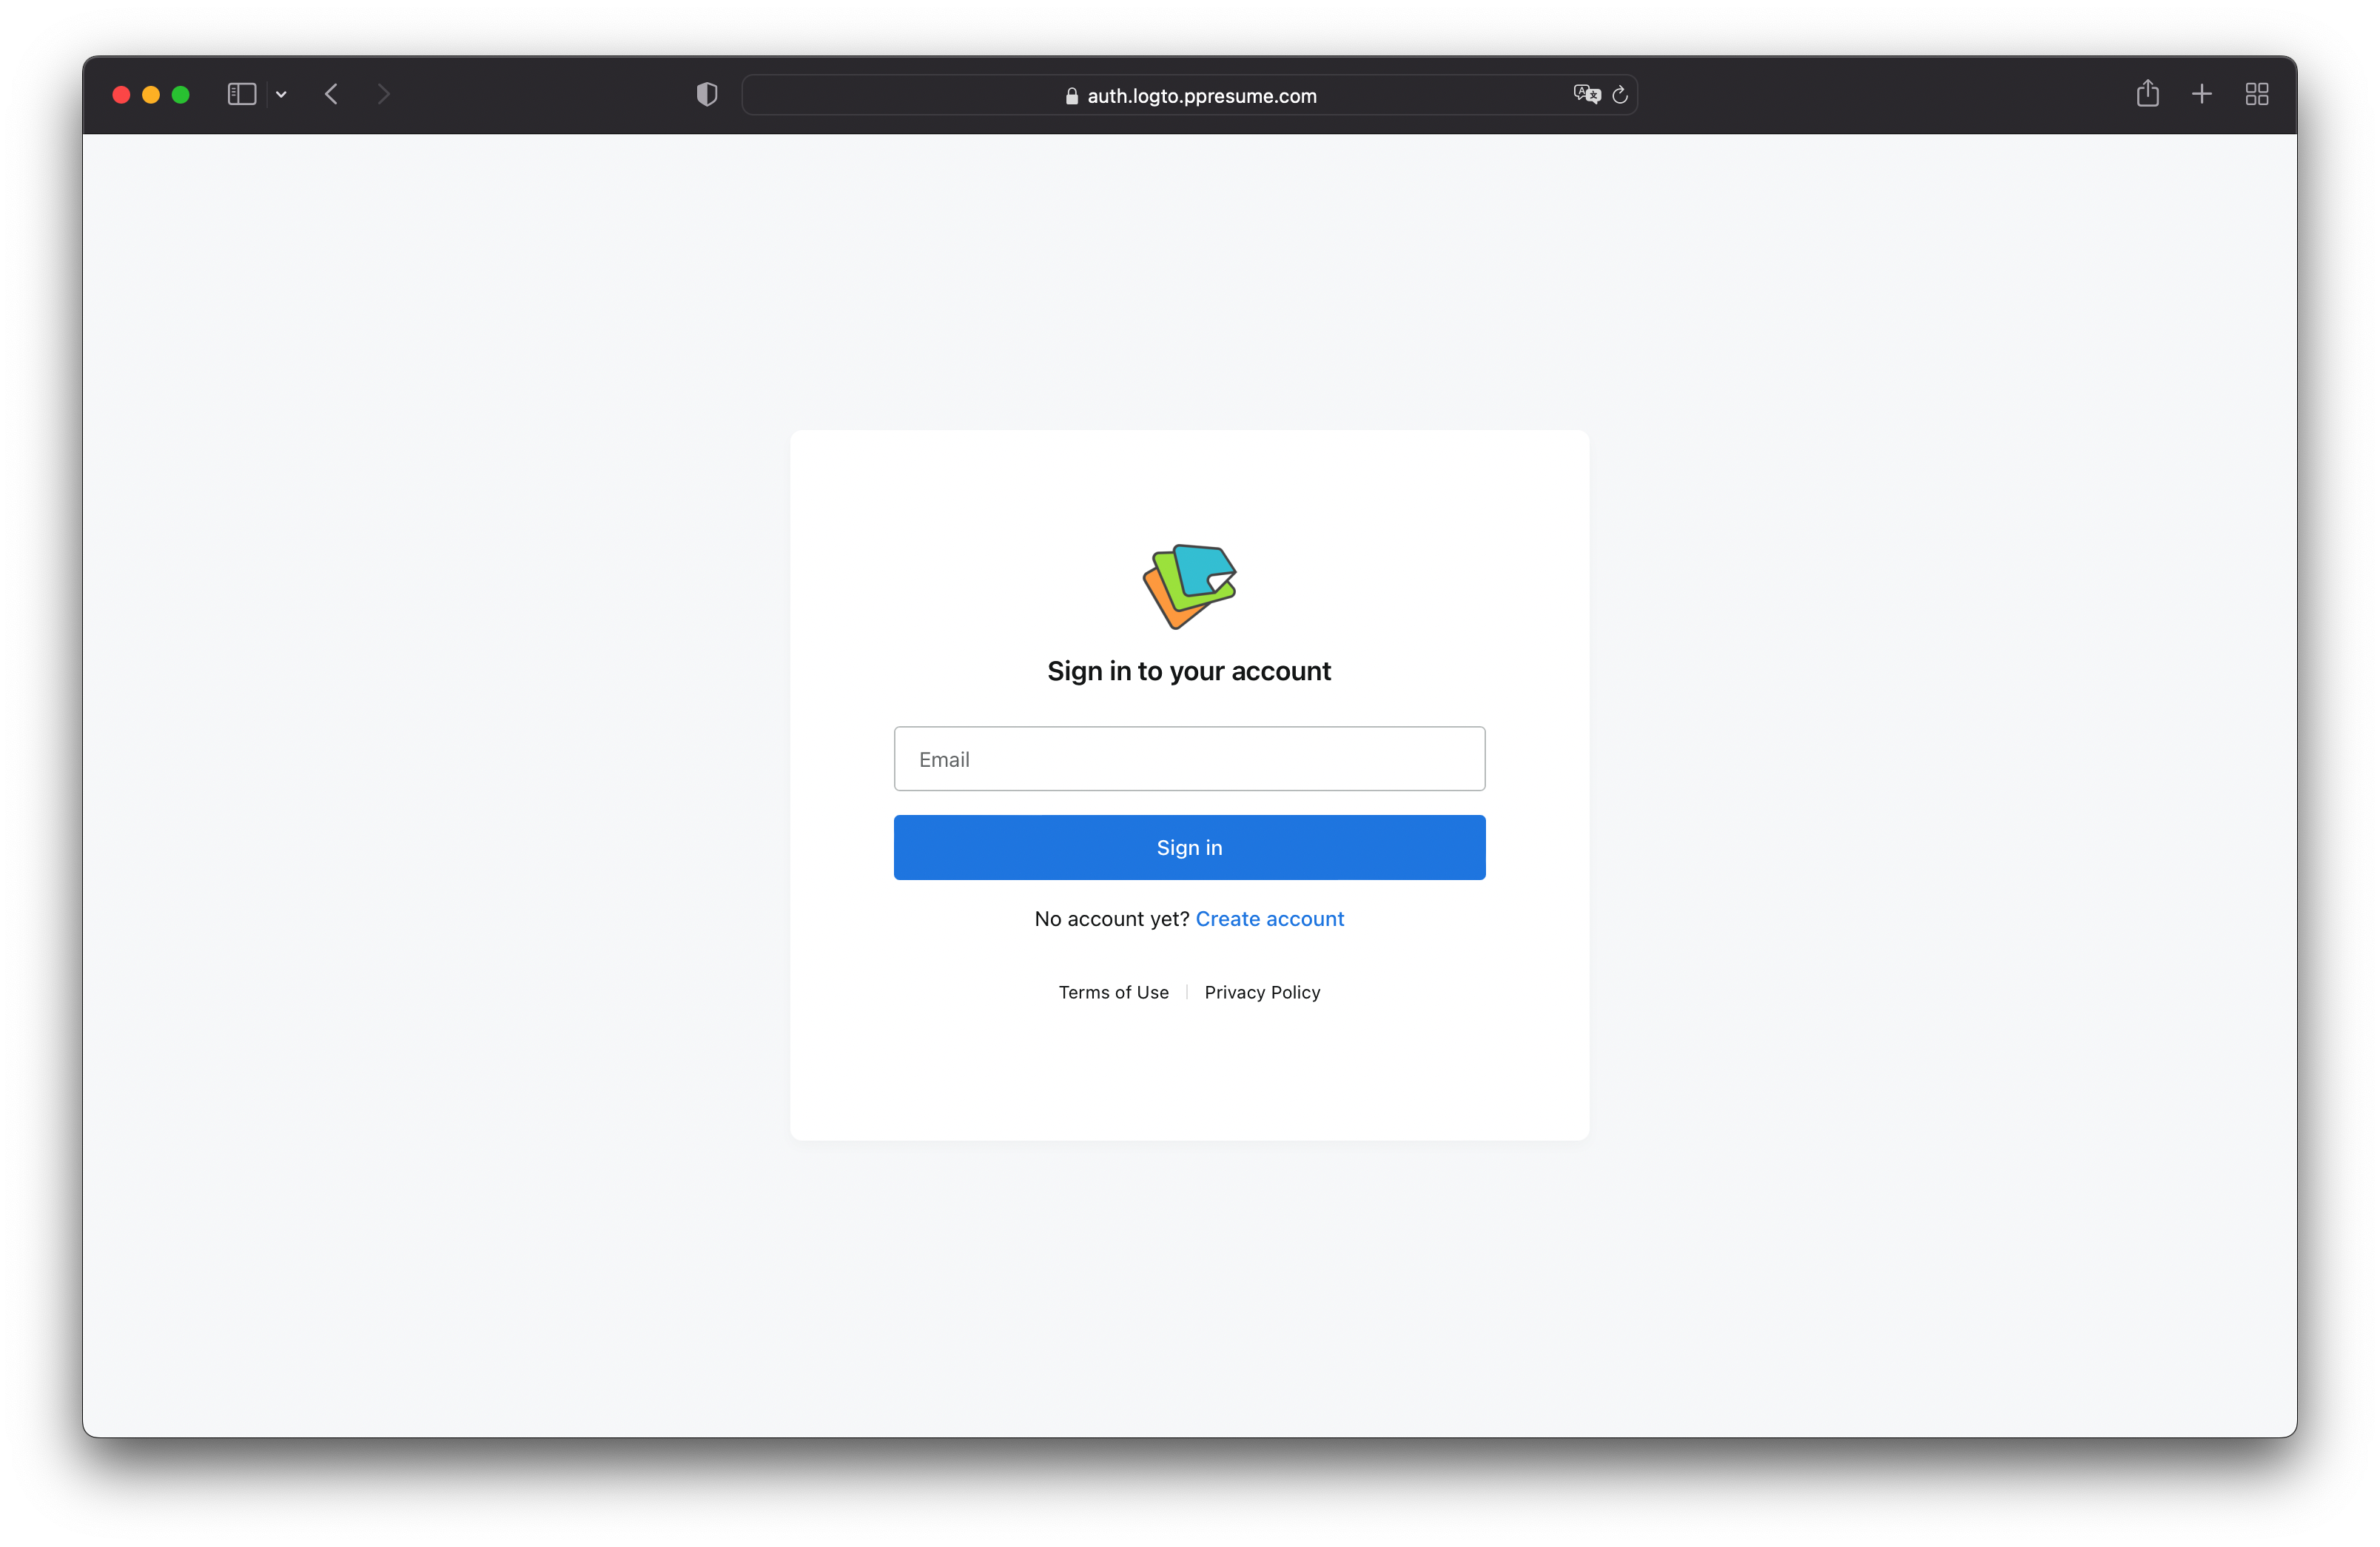 auth.logto.ppresume.com
Sign in to your account
Email
Sign in
No account yet? Create account
Terms of Use | Privacy Policy